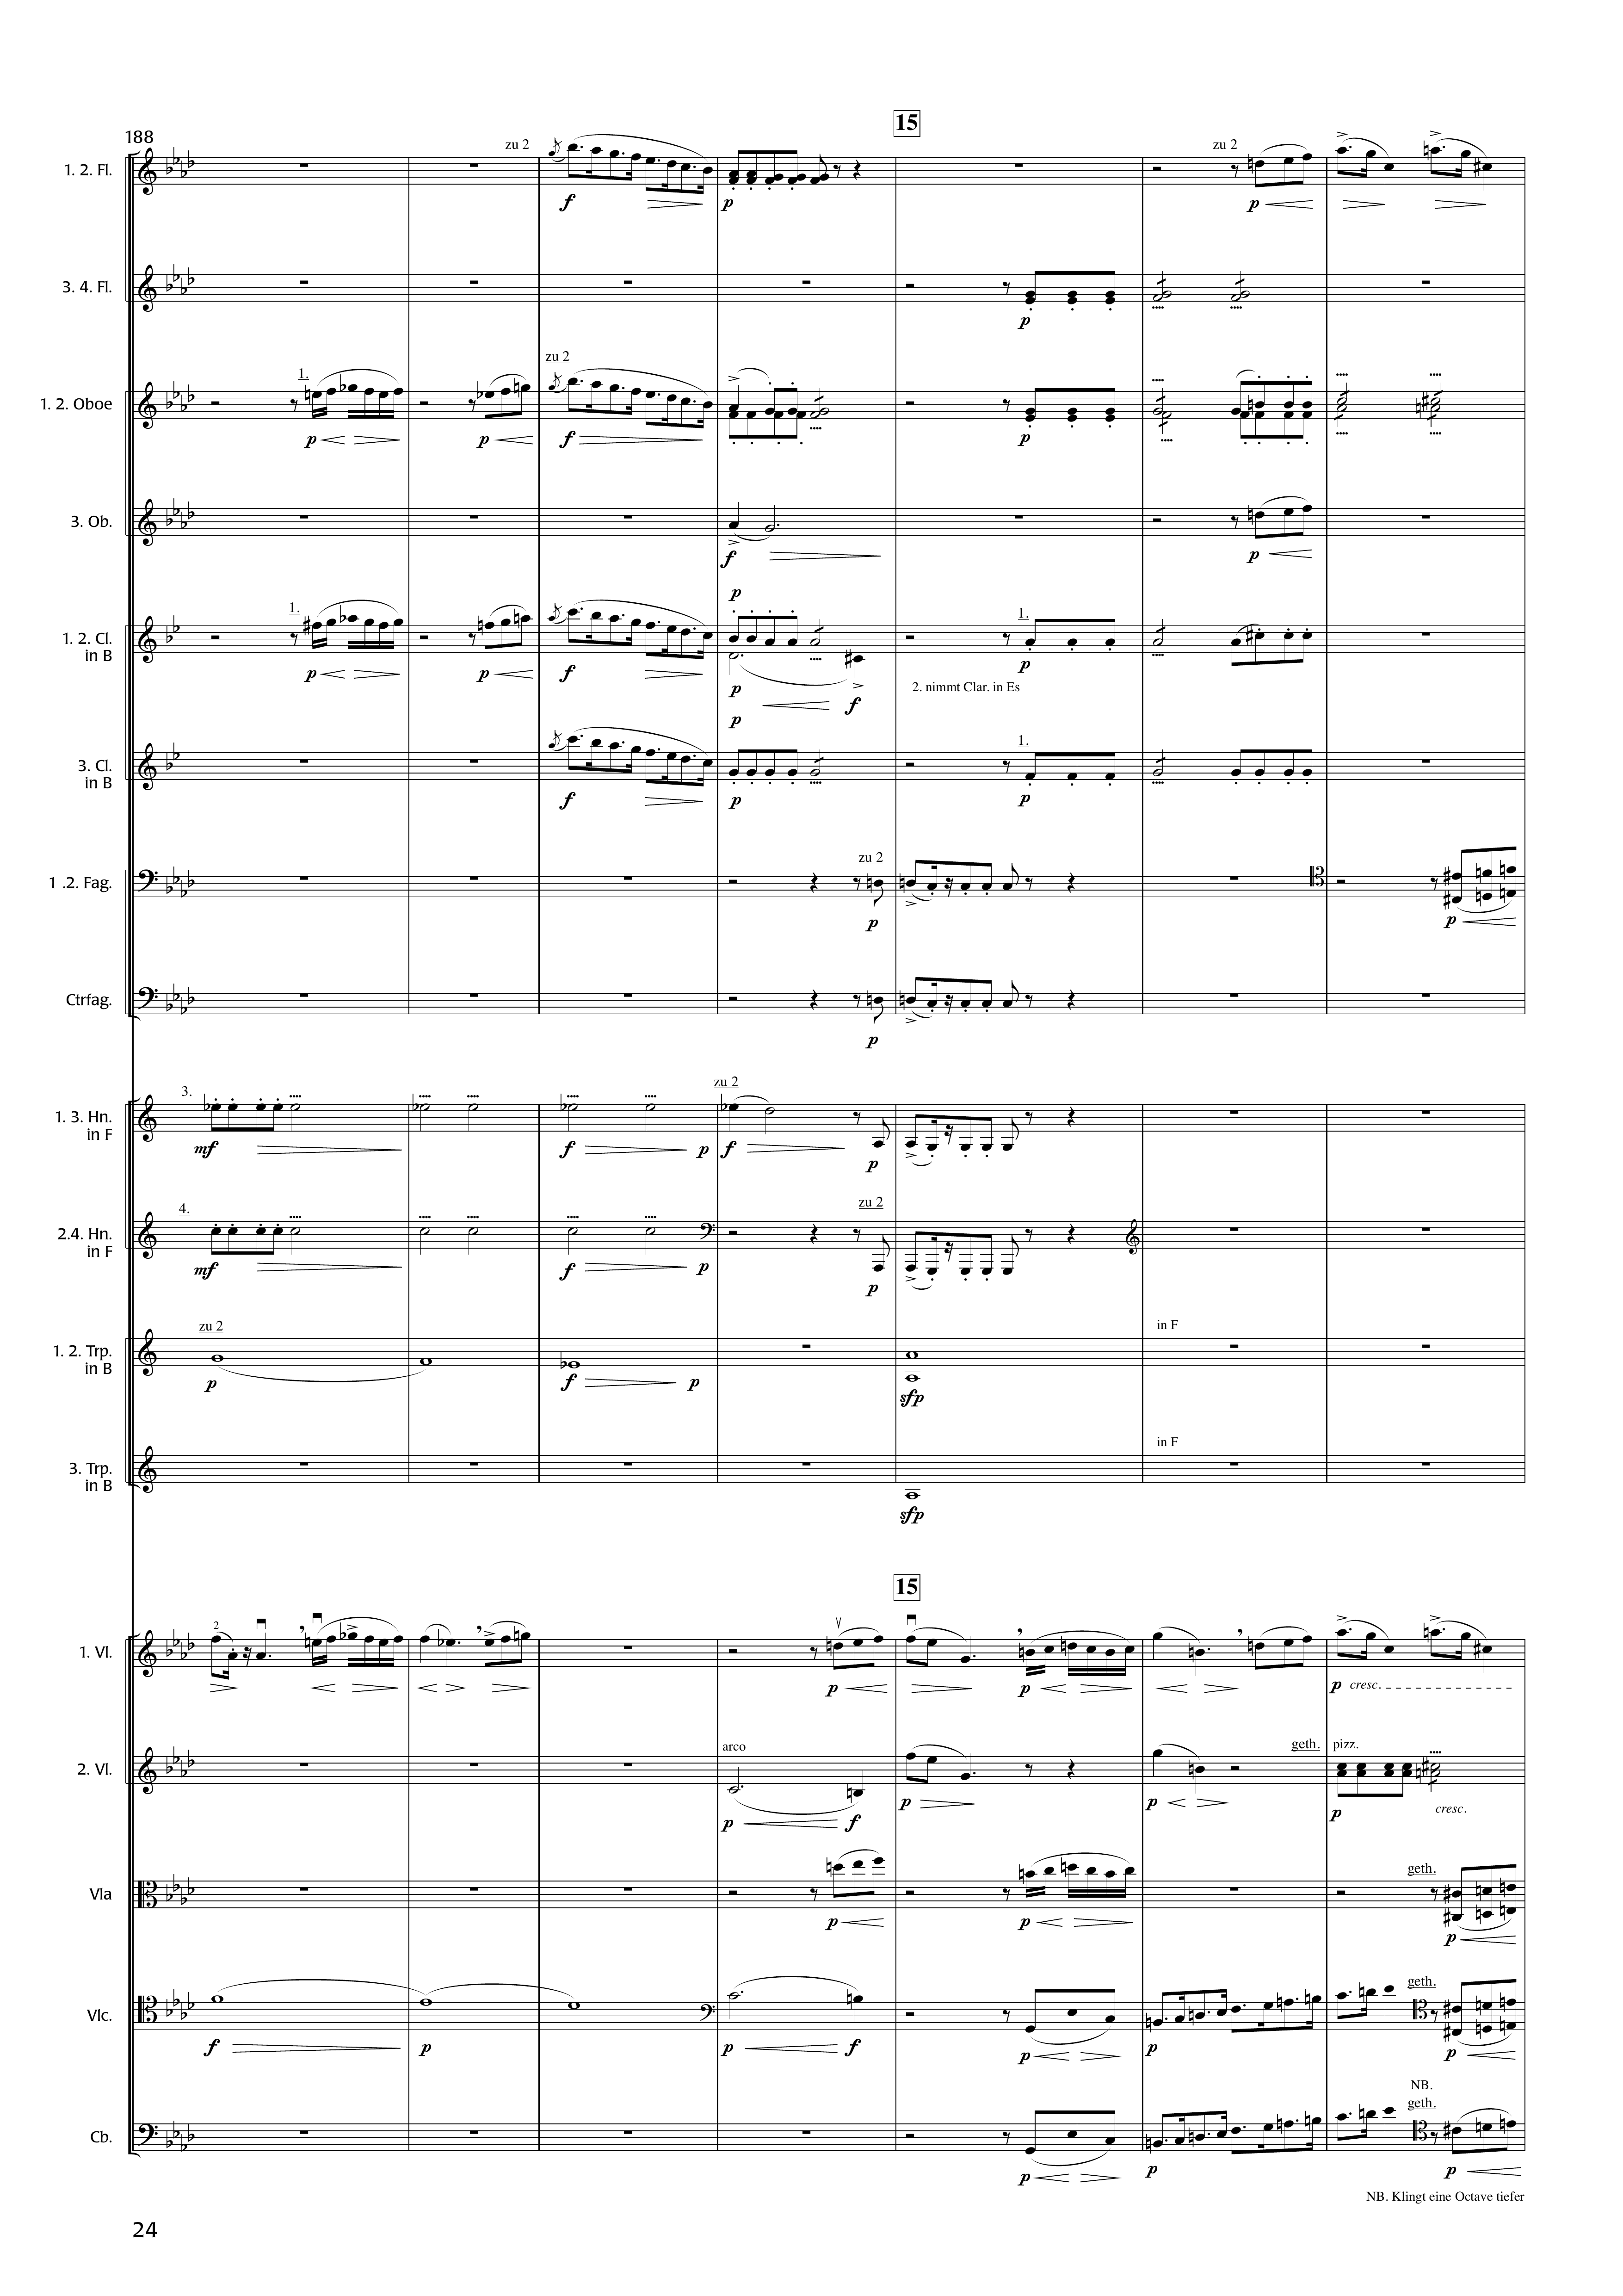 15
188
zu 2
zu 2
1. 2. Fl.
f
p
p
3. 4. Fl.
p
zu 2
1.
1. 2. Oboe
p
p
f
p
3. Ob.
f
p
p
1.
1.
1. 2. Cl.
in B
p
p
f
p
p
2. nimmt Clar. in Es
f
p
1.
3. Cl.
in B
f
p
p
zu 2
1 .2. Fag.
p
p
Ctrfag.
p
3.
zu 2
1. 3. Hn.
in F
mf
f
p
f
p
4.
zu 2
2.4. Hn.
in F
mf
f
p
p
zu 2
in F
1. 2. Trp.
in B
p
f
p
sfp
in F
3. Trp.
in B
sfp
15
2
1. Vl.
p
p
p cresc.
arco
geth.
pizz.
2. Vl.
p
f
p
p
p
cresc.
geth.
Vla
p
p
p
geth.
Vlc.
f
p
p
f
p
p
p
NB.
geth.
Cb.
p
p
p
NB. Klingt eine Octave tiefer
24